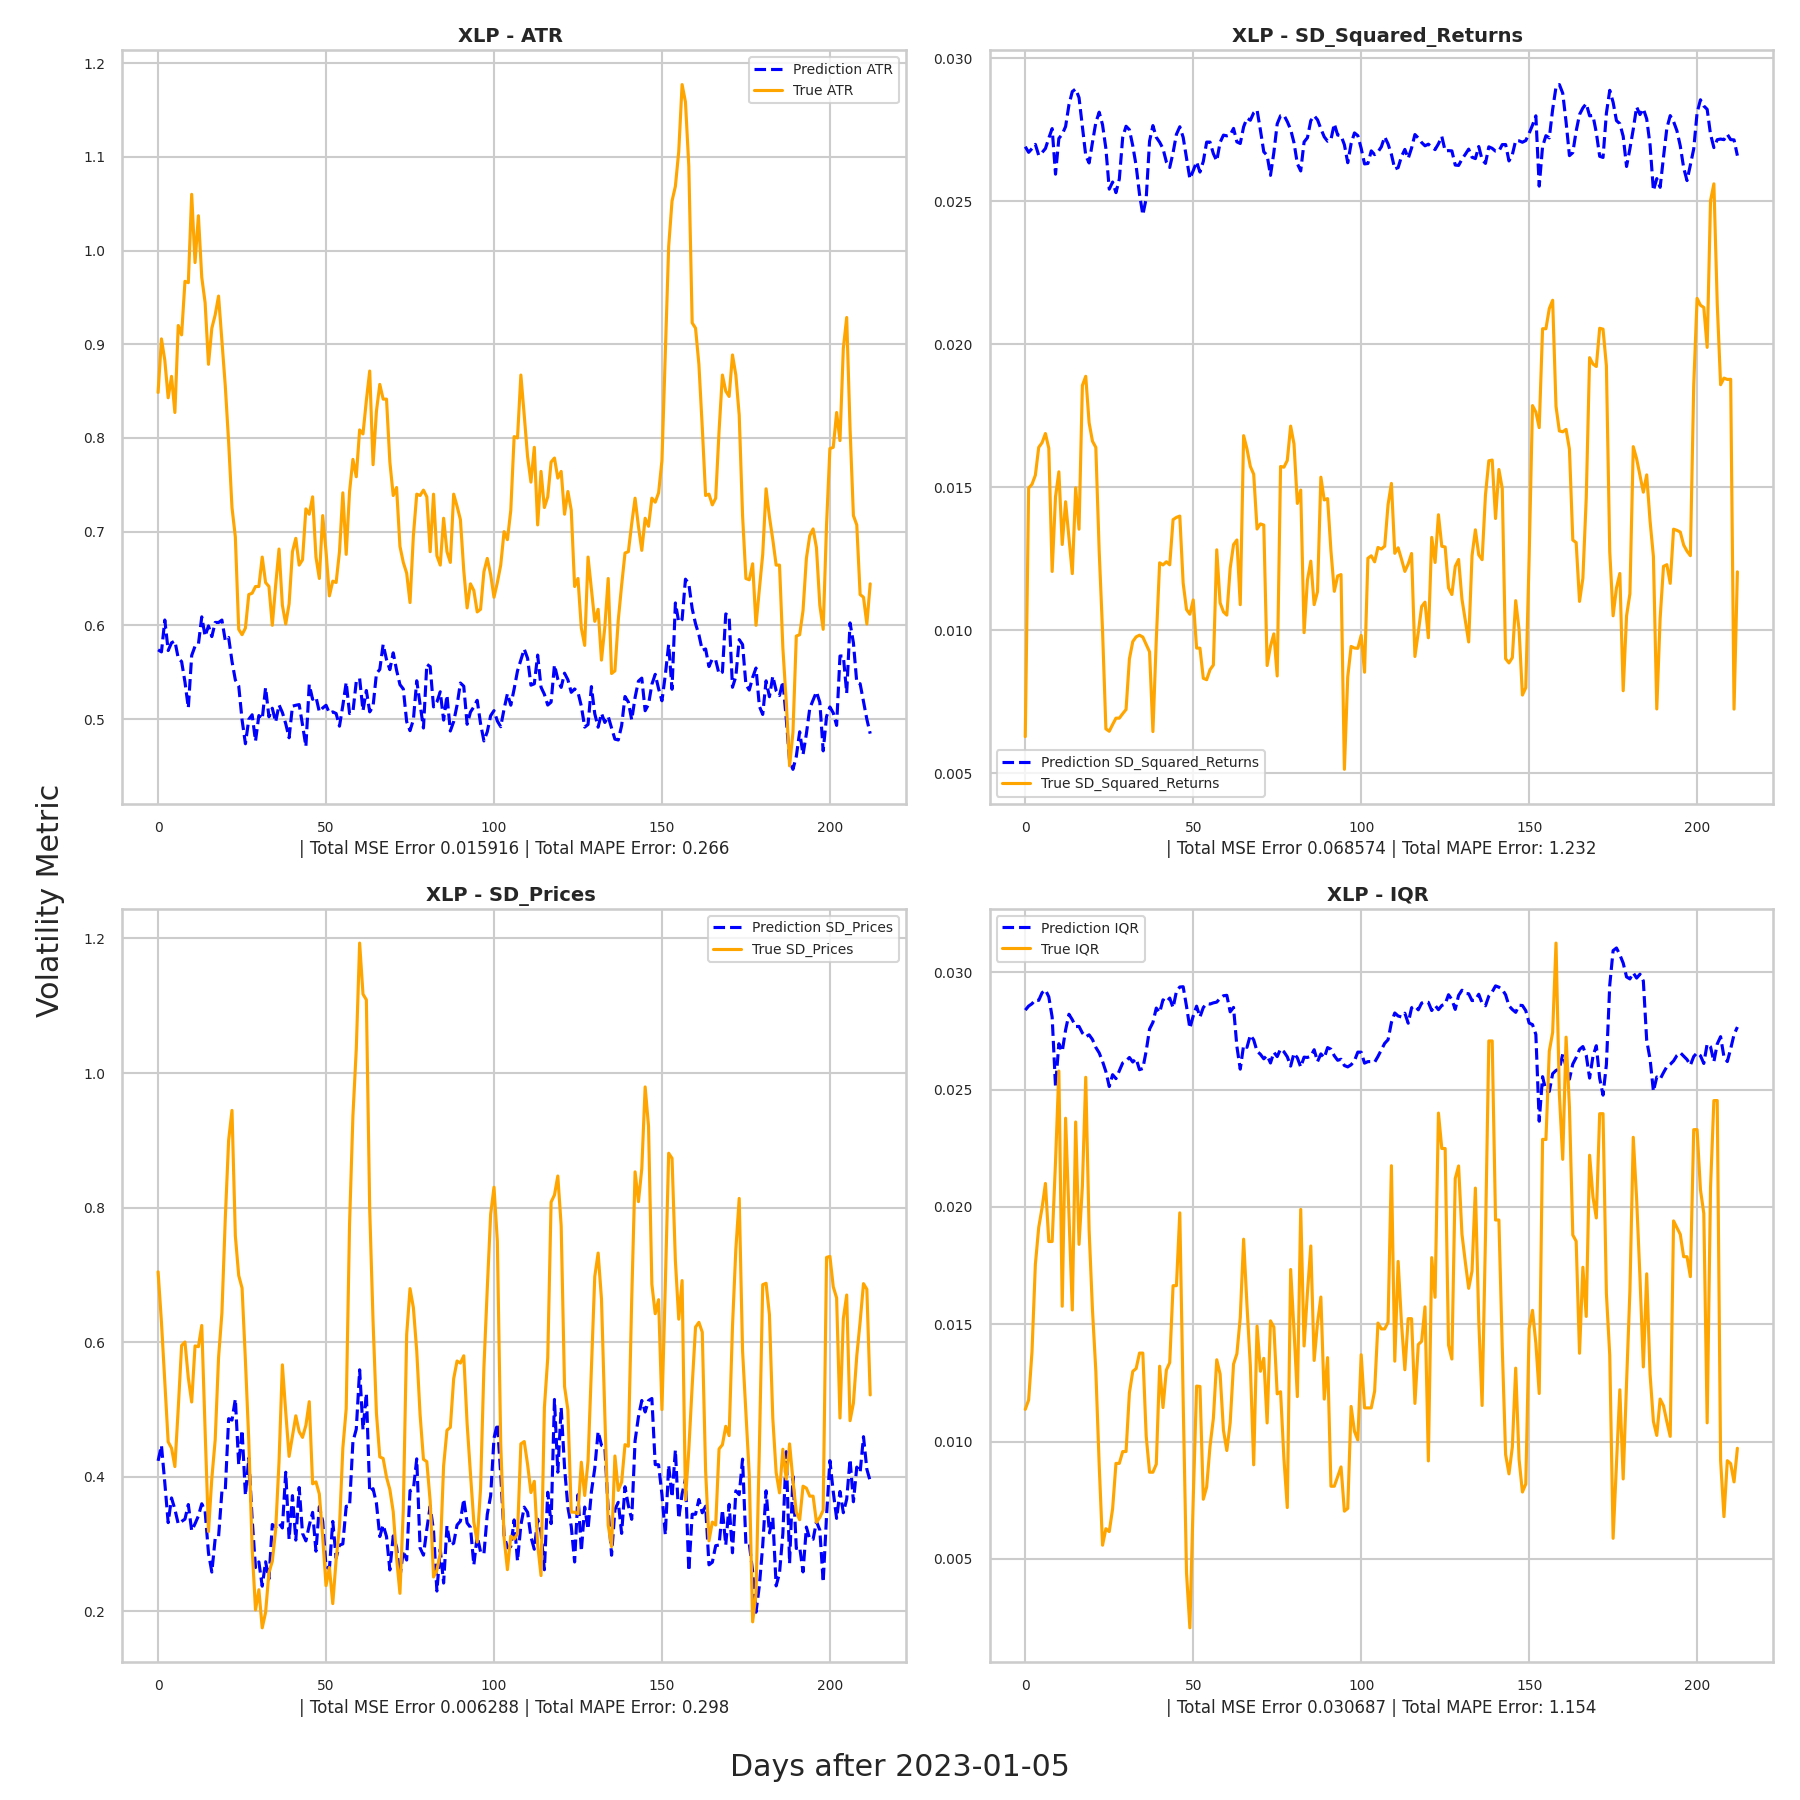 XLP - ATR
1.2
1.1
1.0
0.9
0.8
0.7
0.6
0.5
Prediction ATR
True ATR
0 50 100 150 200
| Total MSE Error 0.015916 | Total MAPE Error: 0.266
XLP - SD_Squared_Returns
0.030
0.025
0.020
0.015
0.010
0.005
Prediction SD_Squared_Returns
True SD_Squared_Returns
0 50 100 150 200
| Total MSE Error 0.068574 | Total MAPE Error: 1.232
Volatility Metric
XLP - SD_Prices
1.2
1.0
0.8
0.6
0.4
0.2
Prediction SD_Prices
True SD_Prices
0 50 100 150 200
| Total MSE Error 0.006288 | Total MAPE Error: 0.298
XLP - IQR
0.030
0.025
0.020
0.015
0.010
0.005
Prediction IQR
True IQR
0 50 100 150 200
| Total MSE Error 0.030687 | Total MAPE Error: 1.154
Days after 2023-01-05